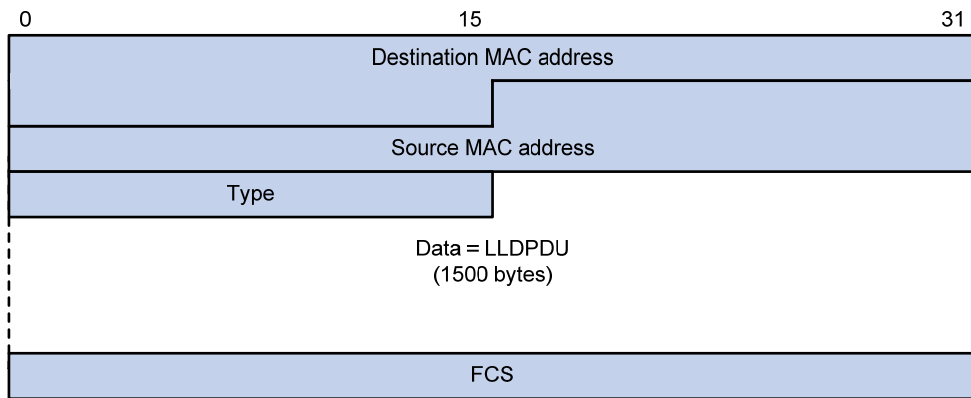 0 15 31
Destination MAC address
Source MAC address
Type
Data = LLDPDU
(1500 bytes)
FCS